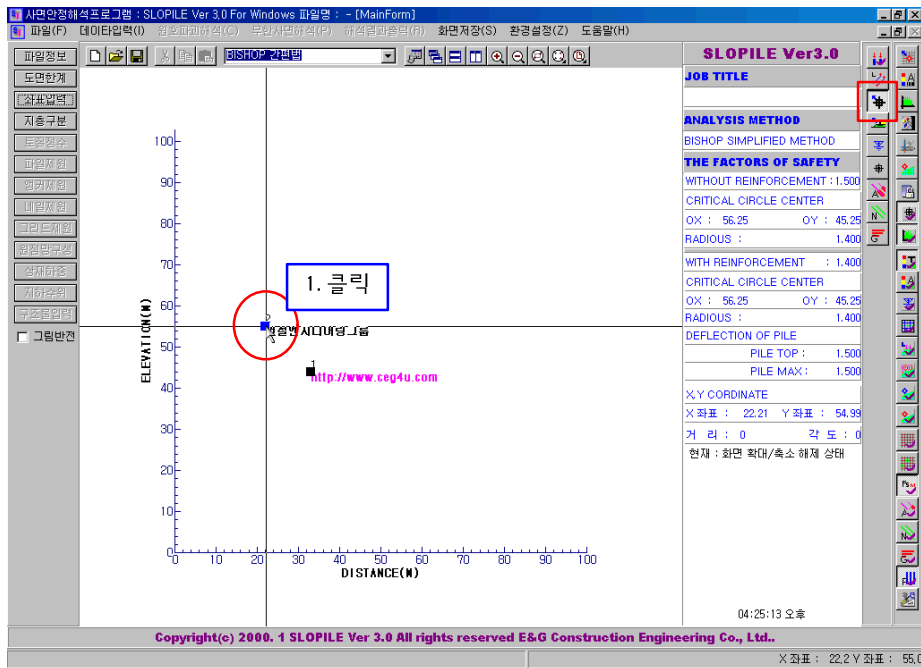 사면안정해석프로그램 : SLOPILE Ver 3,0 For Windows 파일명 : - [MainForm]
파일(F) 데이타입력(I) 원호파괴해석(C) 무한사면해석(P) 해석결과출력(R) 화면저장(S) 환경설정(Z) 도움말(H)
파일정보
도면한계
좌표입력
지층구분
토질정수
파일제원
앵커제원
네일제원
그리드제원
원점망구성
상재하중
지하수위
구조물입력
그림반전
BISHOP 간편법
ELEVATION(M)
100
90
80
70
60
50
40
30
20
10
0
0 10 20 30 40 50 60 70 80 90 100
DISTANCE(M)
1. 클릭
2
1
http://www.ceg4u.com
SLOPILE Ver3.0
JOB TITLE
ANALYSIS METHOD
BISHOP SIMPLIFIED METHOD
THE FACTORS OF SAFETY
WITHOUT REINFORCEMENT : 1.500
CRITICAL CIRCLE CENTER
OX : 56.25 OY : 45.25
RADIOUS : 1.400
WITH REINFORCEMENT : 1.400
CRITICAL CIRCLE CENTER
OX : 56.25 OY : 45.25
RADIOUS : 1.400
DEFLECTION OF PILE
PILE TOP : 1.500
PILE MAX : 1.500
X,Y CORDINATE
X 좌표 : 22.21 Y 좌표 : 54.99
거 리 : 0 각 도 : 0
현재 : 화면 확대/축소 해제 상태
04:25:13 오후
Copyright(c) 2000. 1 SLOPILE Ver 3.0 All rights reserved E&G Construction Engineering Co., Ltd..
X 좌표 : 22,2 Y 좌표 : 55,0